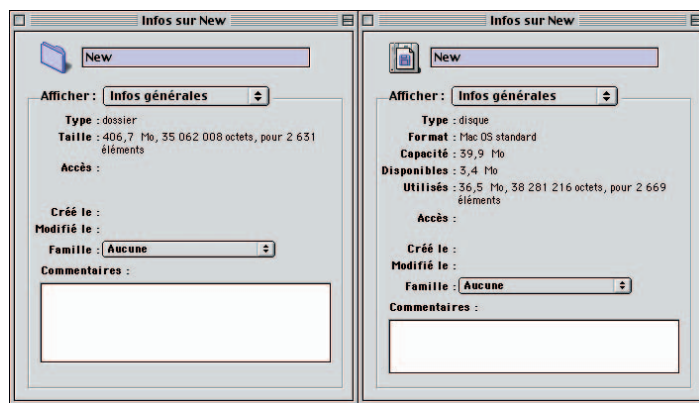 Infos sur New
New
Afficher : Infos générales
Type : dossier
Taille : 406,7 Mo, 35 062 008 octets, pour 2 631
éléments
Accès :
Créé le :
Modifié le :
Famille : Aucune
Commentaires :
Infos sur New
New
Afficher : Infos générales
Type : disque
Format : Mac OS standard
Capacité : 39,9 Mo
Disponibles : 3,4 Mo
Utilisés : 36,5 Mo, 38 281 216 octets, pour 2 669
éléments
Accès :
Créé le :
Modifié le :
Famille : Aucune
Commentaires :